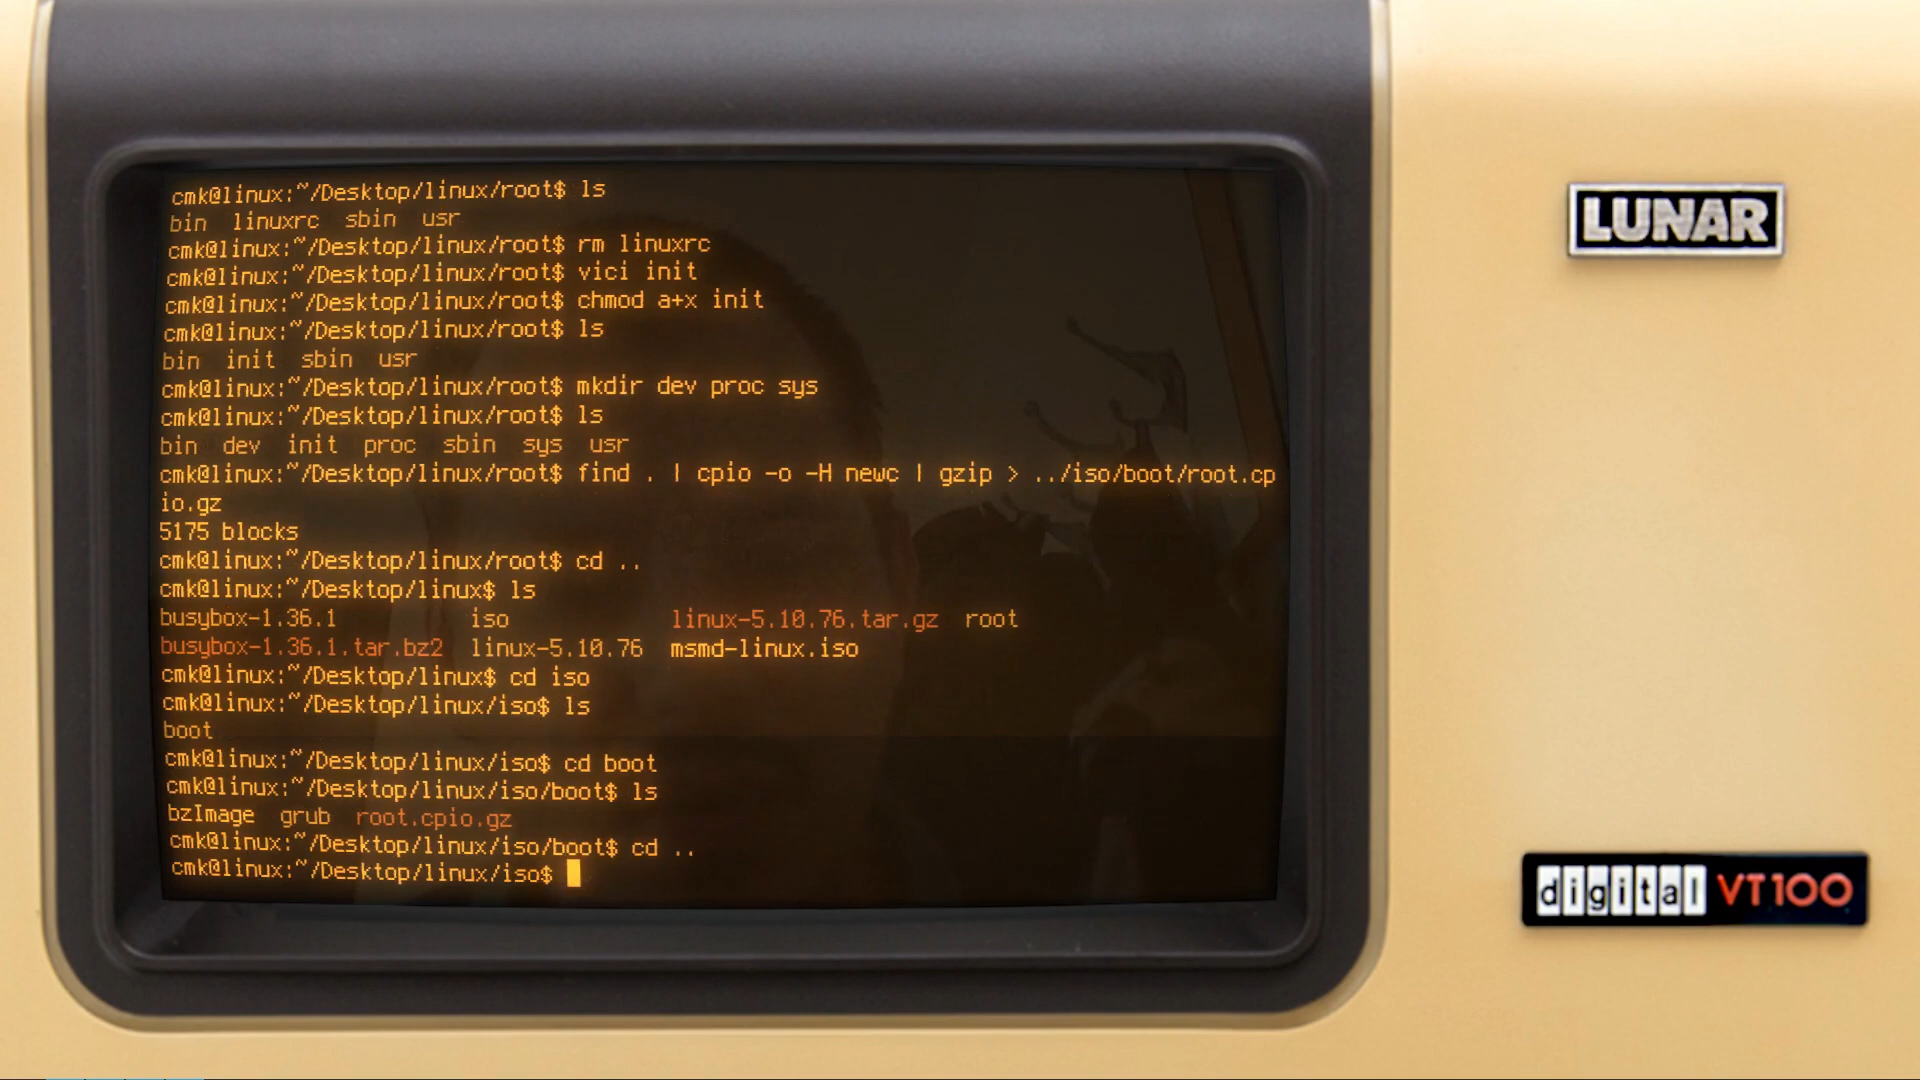 cmk@linux:~/Desktop/linux/root$ ls
bin  linuxrc  sbin  usr
cmk@linux:~/Desktop/linux/root$ rm linuxrc
cmk@linux:~/Desktop/linux/root$ vici init
cmk@linux:~/Desktop/linux/root$ chmod a+x init
cmk@linux:~/Desktop/linux/root$ ls
bin  init  sbin  usr
cmk@linux:~/Desktop/linux/root$ mkdir dev proc sys
cmk@linux:~/Desktop/linux/root$ ls
bin  dev  init  proc  sbin  sys  usr
cmk@linux:~/Desktop/linux/root$ find . | cpio -o -H newc | gzip > ../iso/boot/root.cp
io.gz
5175 blocks
cmk@linux:~/Desktop/linux/root$ cd ..
cmk@linux:~/Desktop/linux$ ls
busybox-1.36.1          iso            linux-5.10.76.tar.gz  root
busybox-1.36.1.tar.bz2  linux-5.10.76  msmd-linux.iso
cmk@linux:~/Desktop/linux$ cd iso
cmk@linux:~/Desktop/linux/iso$ ls
boot
cmk@linux:~/Desktop/linux/iso$ cd boot
cmk@linux:~/Desktop/linux/iso/boot$ ls
bzImage  grub  root.cpio.gz
cmk@linux:~/Desktop/linux/iso/boot$ cd ..
cmk@linux:~/Desktop/linux/iso$
LUNAR
digital VT100